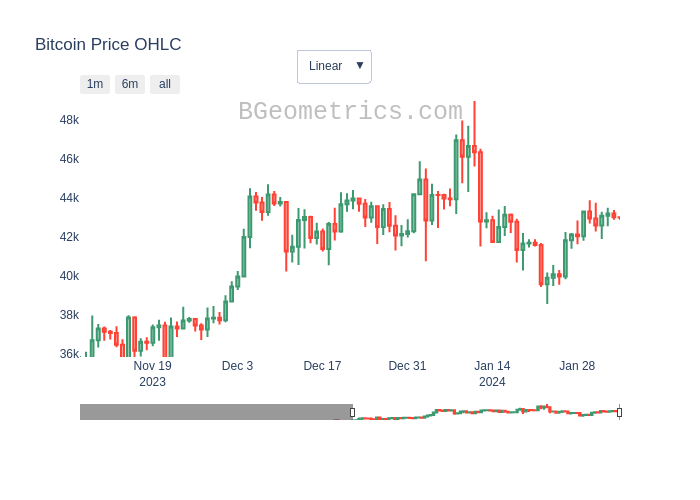 Bitcoin Price OHLC
Linear ▼
1m 6m all
BGeometrics.com
48k
46k
44k
42k
40k
38k
36k
Nov 19 Dec 3 Dec 17 Dec 31 Jan 14 Jan 28
2023 2024